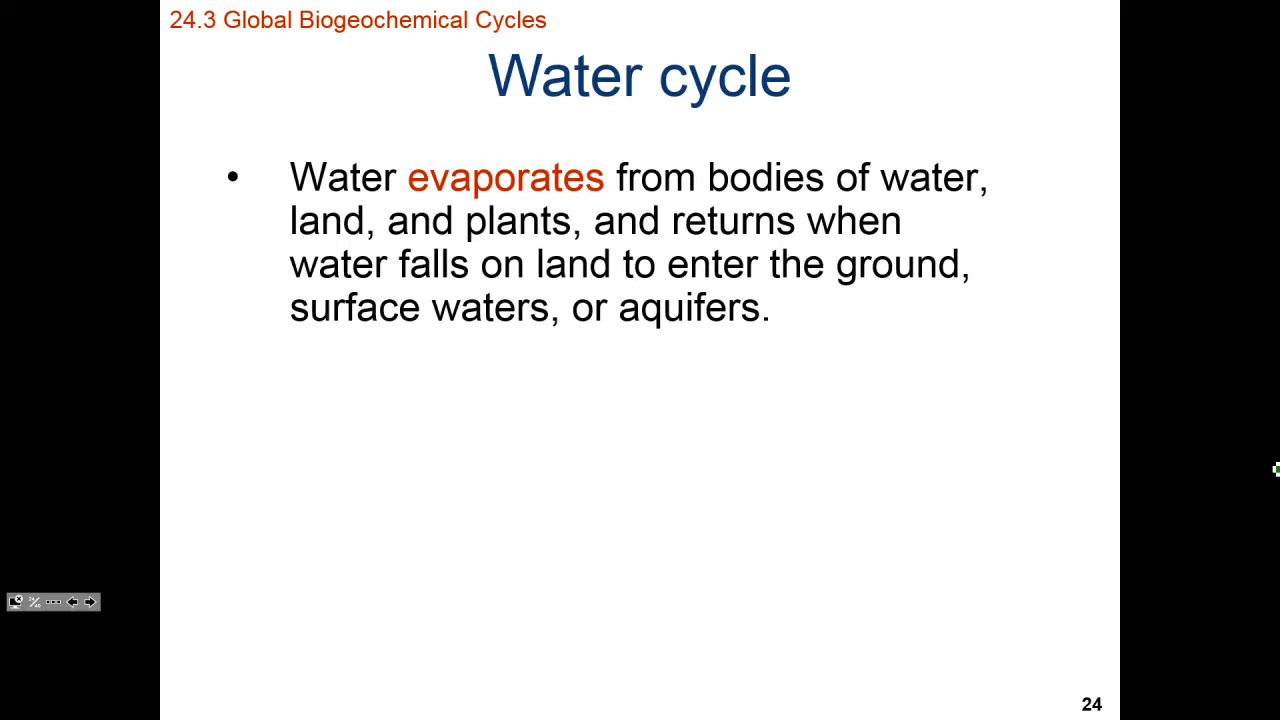 24.3 Global Biogeochemical Cycles
Water cycle
• Water evaporates from bodies of water,
land, and plants, and returns when
water falls on land to enter the ground,
surface waters, or aquifers.
24